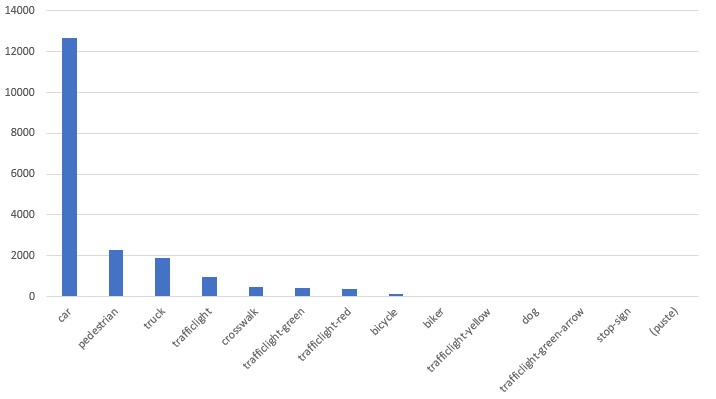 14000
12000
10000
8000
6000
4000
2000
0
car
pedestrian
truck
trafficlight
crosswalk
trafficlight-green
trafficlight-red
bicycle
biker
trafficlight-yellow
dog
trafficlight-green-arrow
stop-sign
(puste)